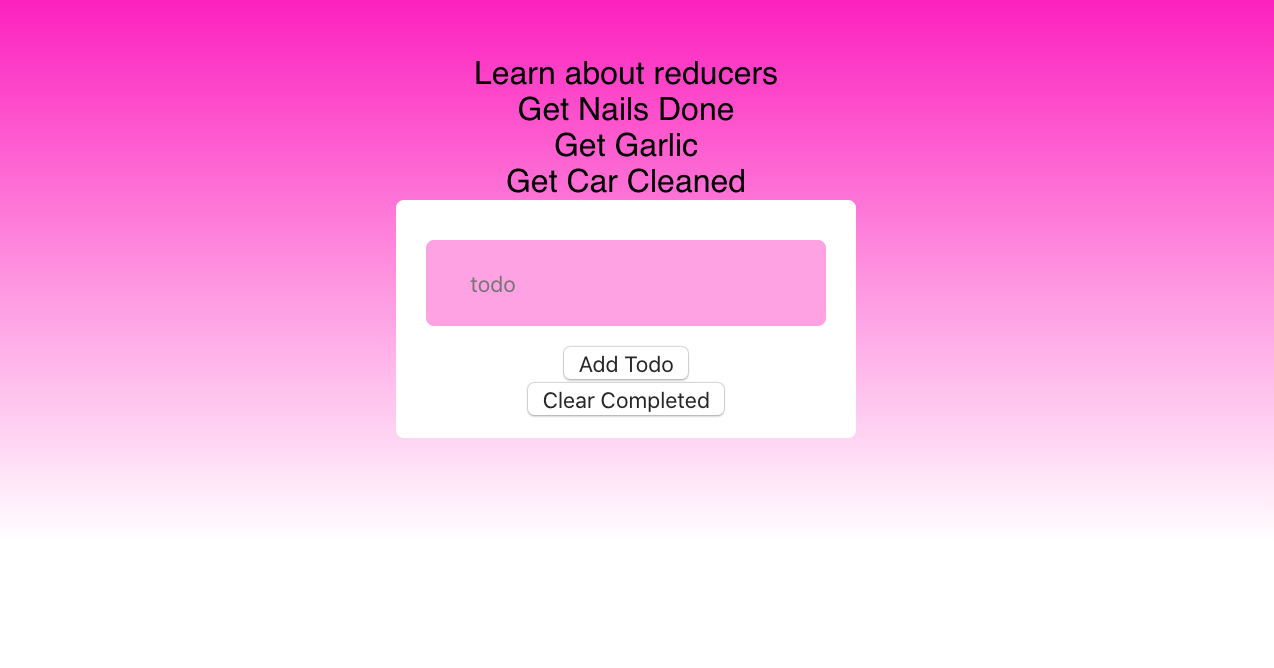 Learn about reducers
Get Nails Done
Get Garlic
Get Car Cleaned
todo
Add Todo
Clear Completed